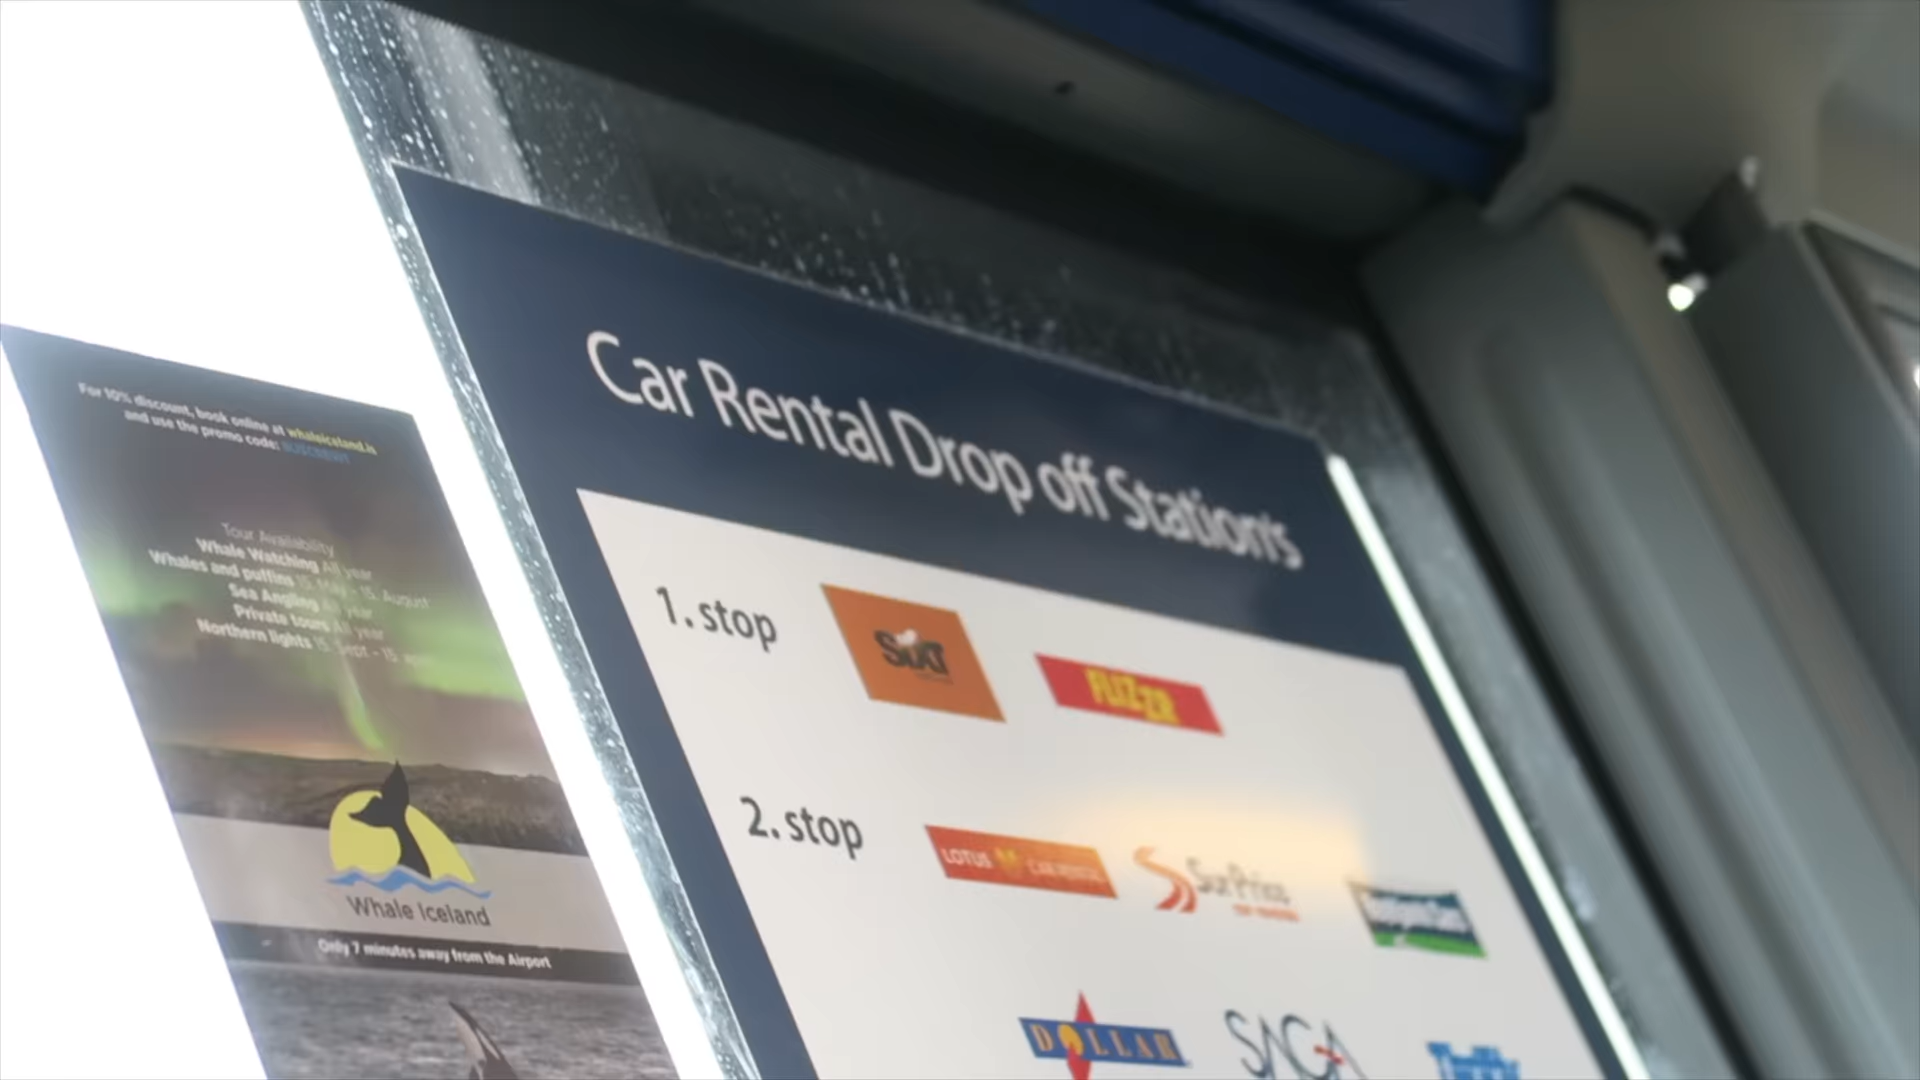 For 10% discount, book online at whaleiceland.is
and use the promo code:
Tour Availability
Whale Watching All year
Whales and puffins 15. May - 15. August
Sea Angling All year
Private tours All year
Northern lights 15. Sept - 15.
Whale Iceland
Only 7 minutes away from the Airport
Car Rental Drop off Station's
1. stop
SiXT
FLIZZR
2. stop
LOTUS CAR RENTAL
SurPrice
DOLLAR
SAGA